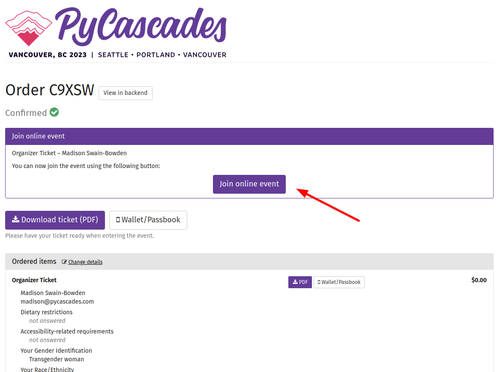 PyCascades
VANCOUVER, BC 2023 | SEATTLE • PORTLAND • VANCOUVER
Order C9XSW View in backend
Confirmed
Join online event
Organizer Ticket – Madison Swain-Bowden
You can now join the event using the following button:
Join online event
Download ticket (PDF) Wallet/Passbook
Please have your ticket ready when entering the event.
Ordered items Change details
Organizer Ticket PDF Wallet/Passbook $0.00
Madison Swain-Bowden
madison@pycascades.com
Dietary restrictions
not answered
Accessibility-related requirements
not answered
Your Gender Identification
Transgender woman
Your Race/Ethnicity